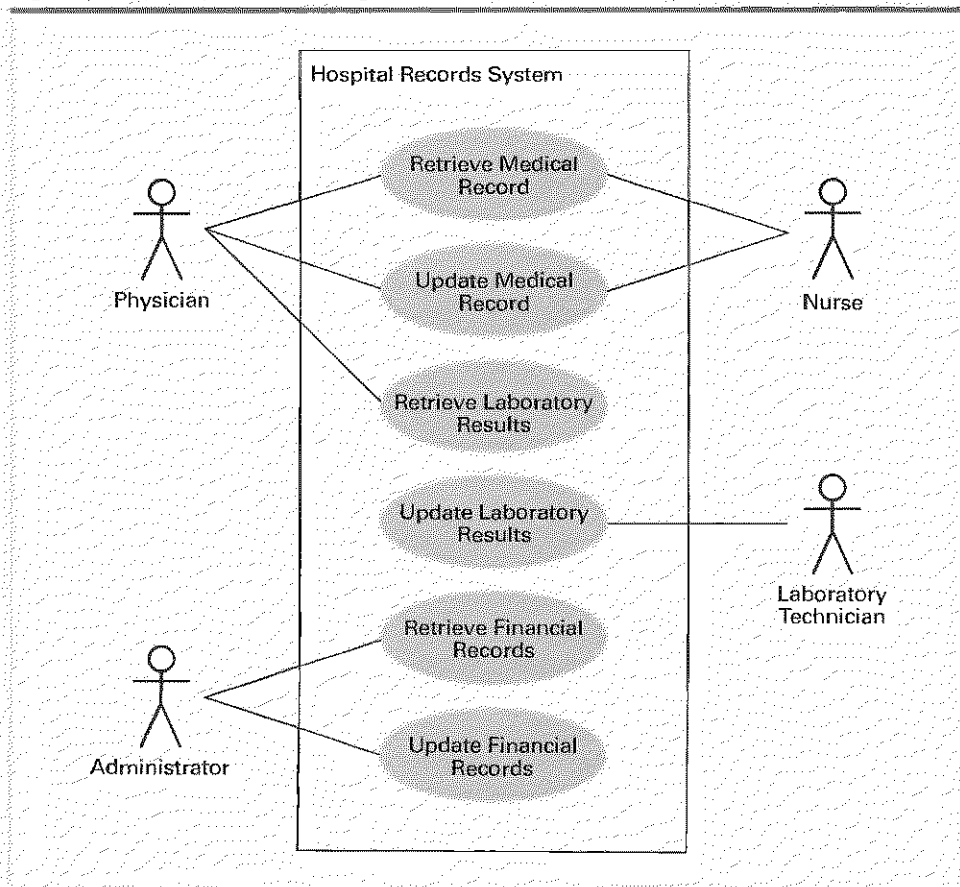 Hospital Records System
Retrieve Medical
Record
Physician
Update Medical
Record
Nurse
Retrieve Laboratory
Results
Update Laboratory
Results
Laboratory
Technician
Retrieve Financial
Records
Administrator
Update Financial
Records